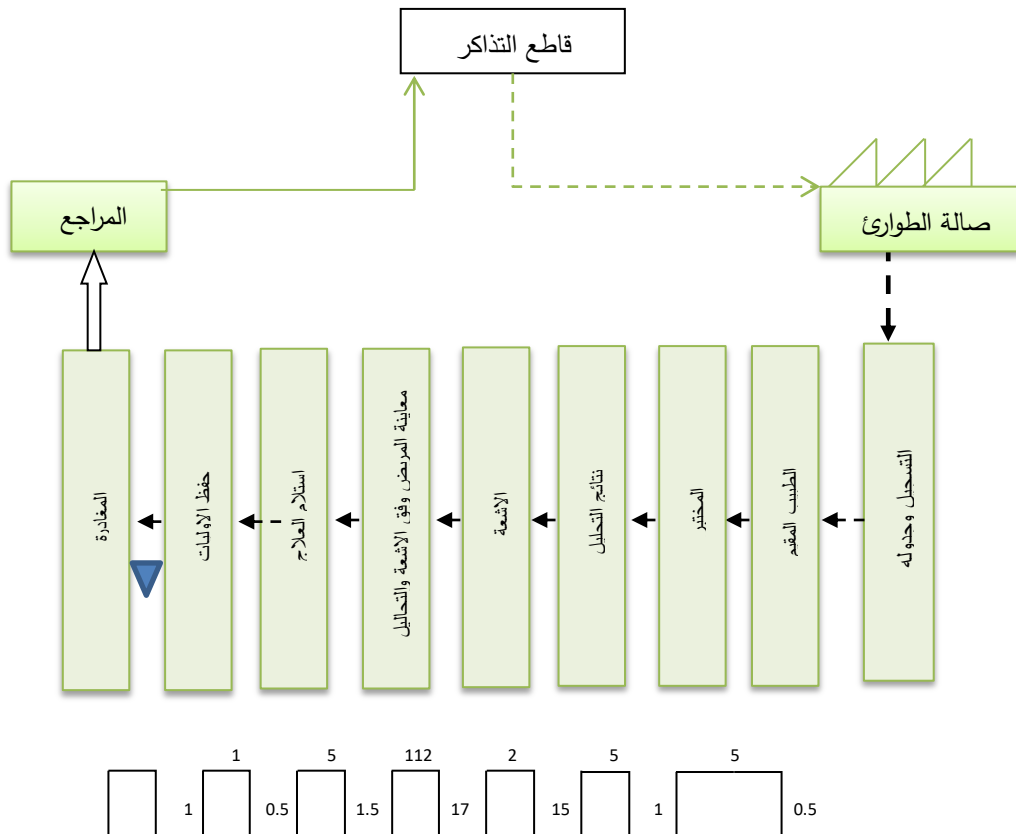 قاطع التذاكر
المراجع
صالة الطوارئ
التسجيل وجدوله
الطبيب المقيم
المختبر
نتائج التحليل
الاشعة
معاينة المريض وفق الاشعة والتحاليل
استلام العلاج
حفظ الاوليات
المغادرة
1 5 112 2 5 5
1 0.5 1.5 17 15 1 0.5